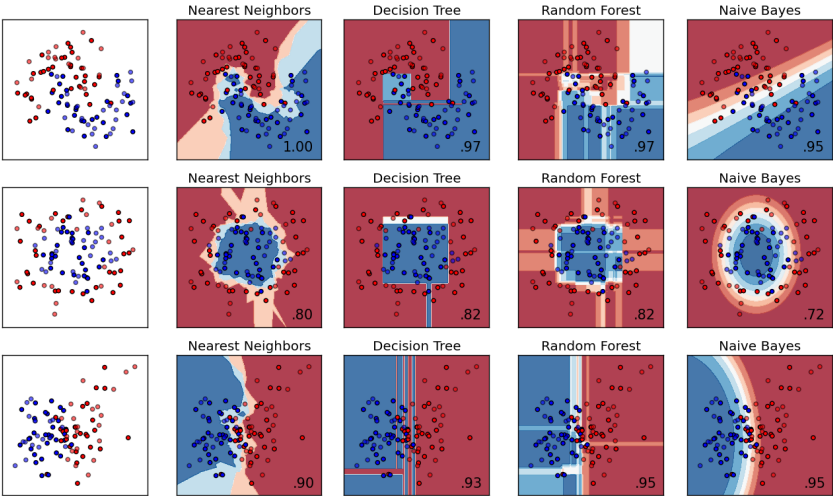 Nearest Neighbors Decision Tree Random Forest Naive Bayes
1.00 .97 .97 .95
Nearest Neighbors Decision Tree Random Forest Naive Bayes
.80 .82 .82 .72
Nearest Neighbors Decision Tree Random Forest Naive Bayes
.90 .93 .95 .95